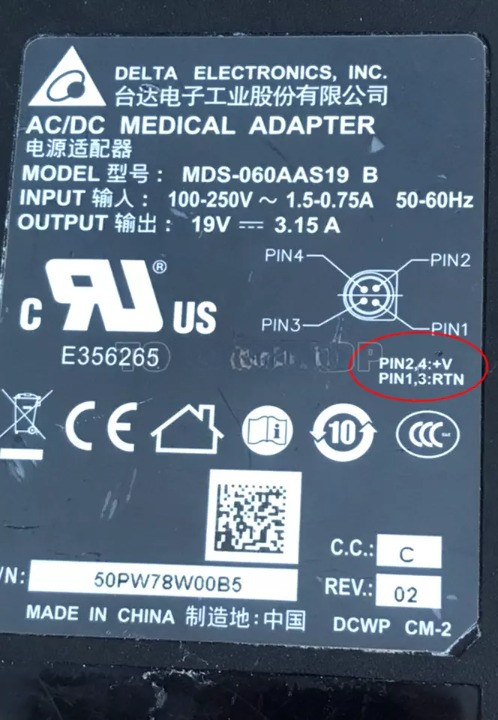 DELTA ELECTRONICS, INC.
台达电子工业股份有限公司
AC/DC MEDICAL ADAPTER
电源适配器
MODEL 型号: MDS-060AAS19 B
INPUT 输入: 100-250V ~ 1.5-0.75A 50-60Hz
OUTPUT 输出: 19V ⎓ 3.15 A
PIN4 PIN2
PIN3 PIN1
C UR ® US
E356265
PIN2,4:+V
PIN1,3:RTN
CE i 10 CCC
C.C.: C
/N: 50PW78W00B5
REV.: 02
MADE IN CHINA 制造地: 中国
DCWP CM-2